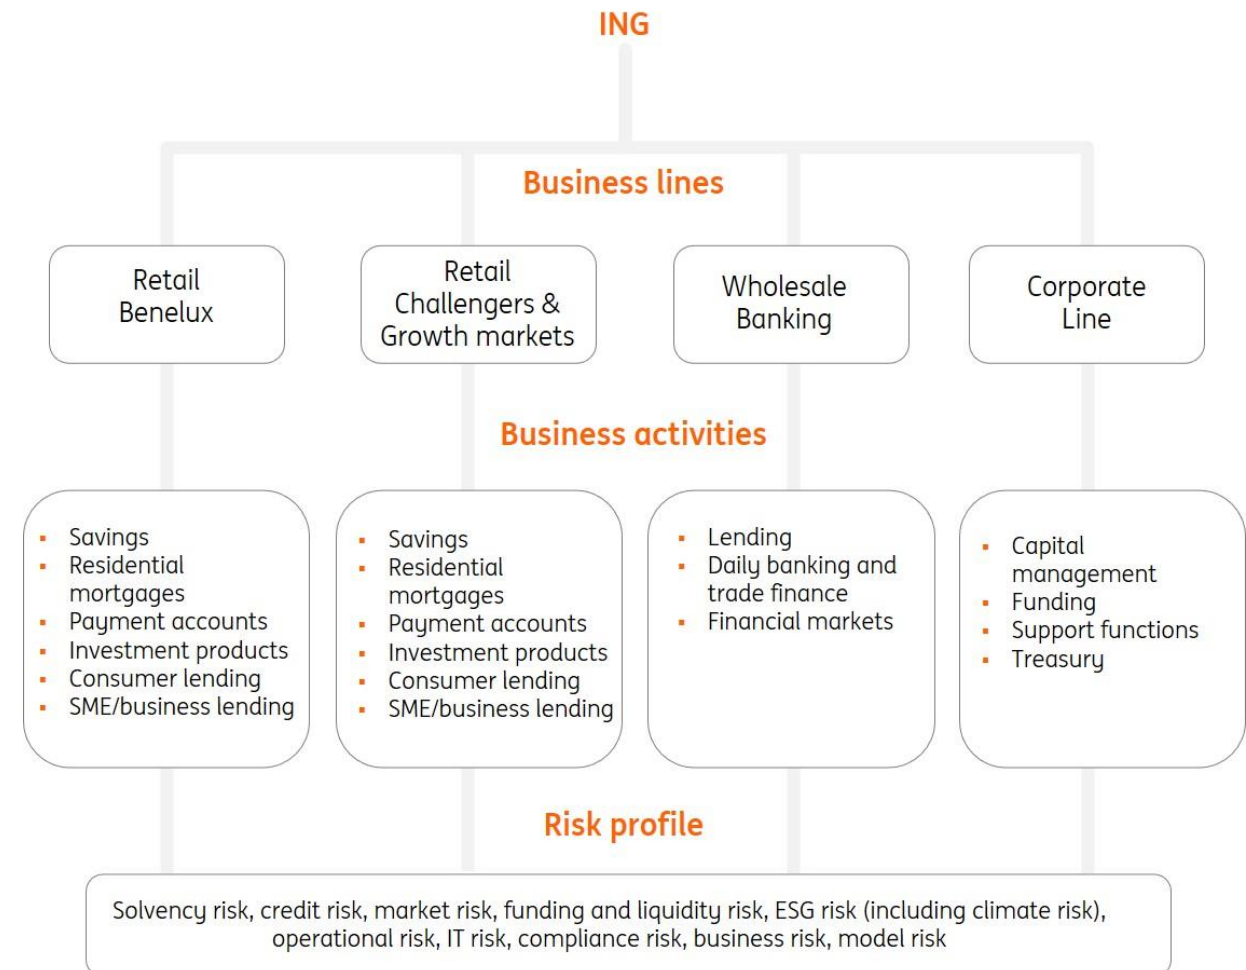 ING
Business lines
Retail
Benelux
Retail
Challengers &
Growth markets
Wholesale
Banking
Corporate
Line
Business activities
▪ Savings
▪ Residential
mortgages
▪ Payment accounts
▪ Investment products
▪ Consumer lending
▪ SME/business lending
▪ Savings
▪ Residential
mortgages
▪ Payment accounts
▪ Investment products
▪ Consumer lending
▪ SME/business lending
▪ Lending
▪ Daily banking and
trade finance
▪ Financial markets
▪ Capital
management
▪ Funding
▪ Support functions
▪ Treasury
Risk profile
Solvency risk, credit risk, market risk, funding and liquidity risk, ESG risk (including climate risk),
operational risk, IT risk, compliance risk, business risk, model risk